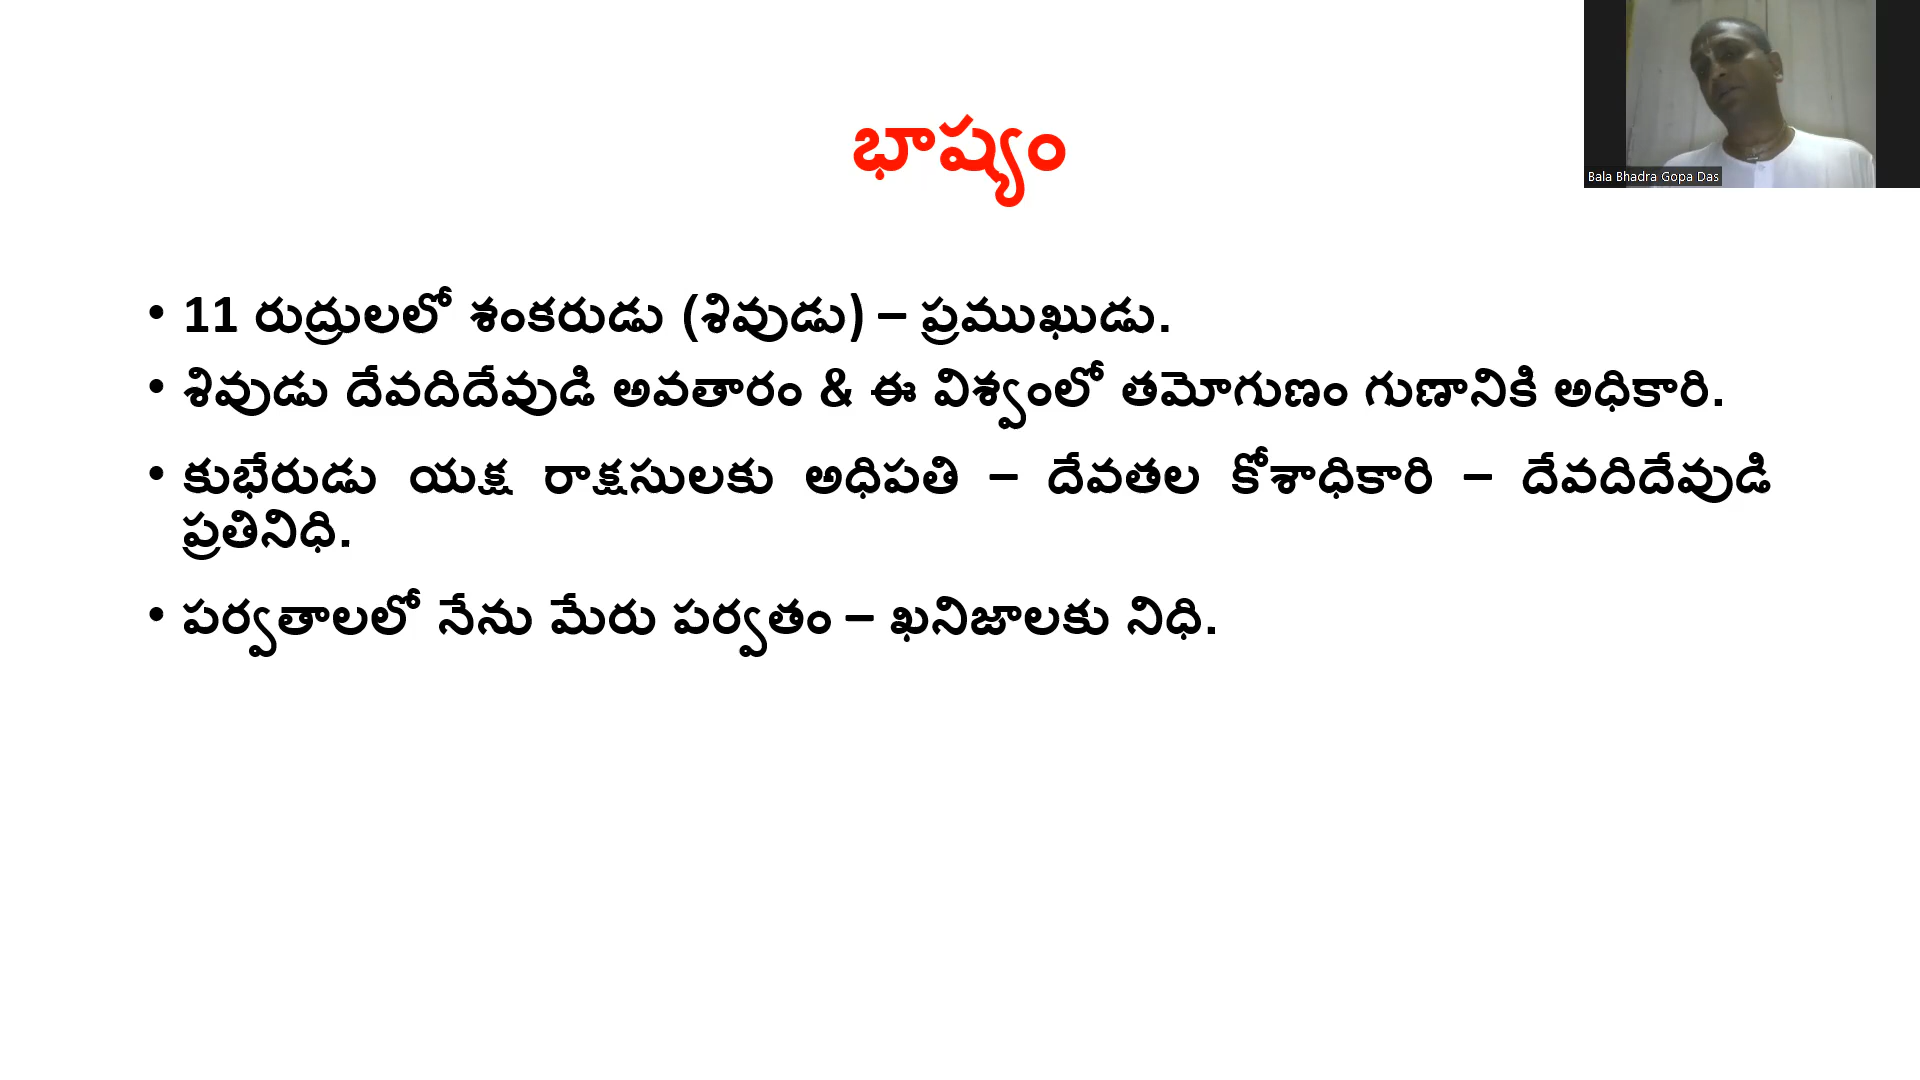 Bala Bhadra Gopa Das
భాష్యం
• 11 రుద్రులలో శంకరుడు (శివుడు) – ప్రముఖుడు.
• శివుడు దేవదిదేవుడి అవతారం & ఈ విశ్వంలో తమోగుణం గుణానికి అధికారి.
• కుభేరుడు యక్ష రాక్షసులకు అధిపతి – దేవతల కోశాధికారి – దేవదిదేవుడి
ప్రతినిధి.
• పర్వతాలలో నేను మేరు పర్వతం – ఖనిజాలకు నిధి.